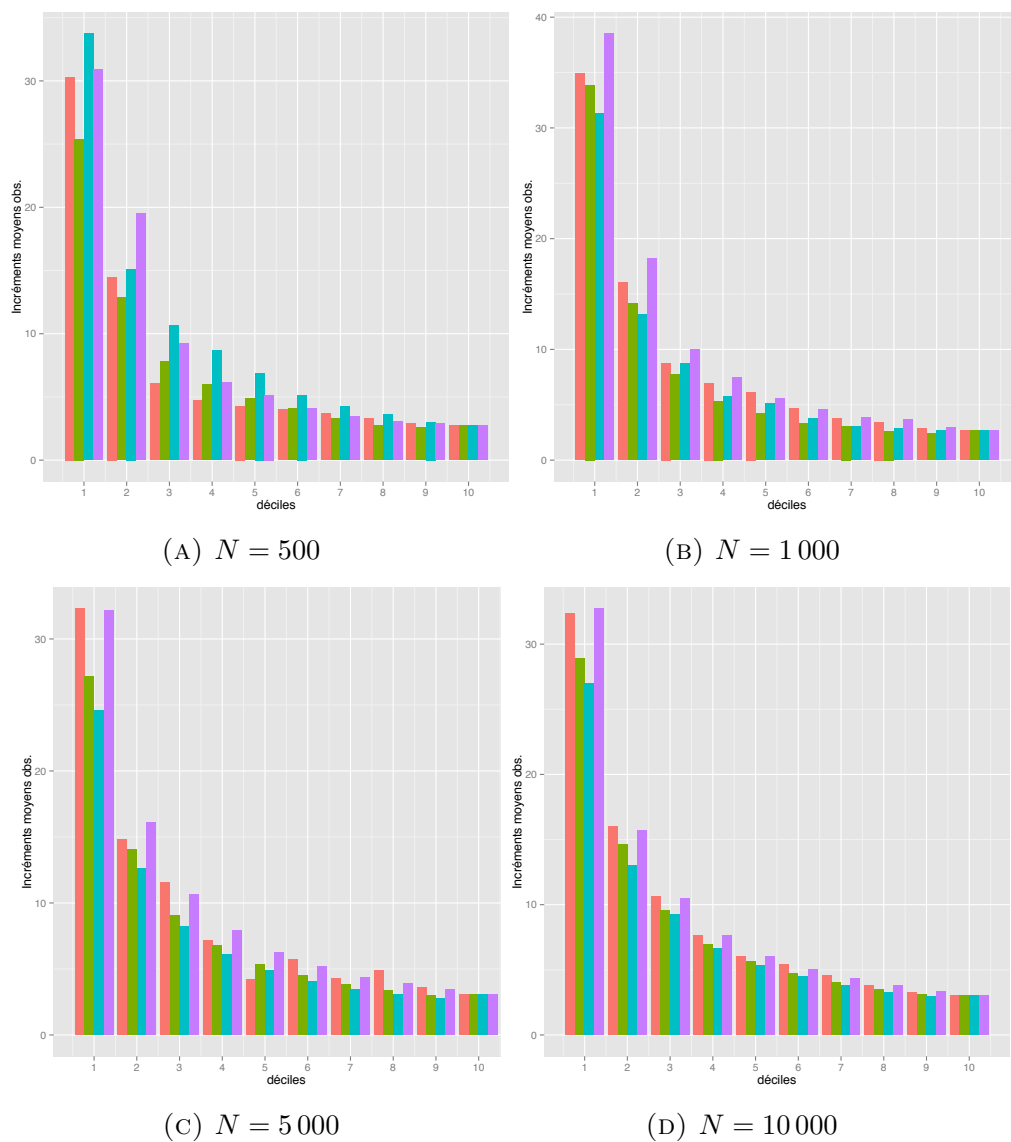 Incréments moyens obs.
30
20
10
0
1 2 3 4 5 6 7 8 9 10
déciles
(A) N = 500
Incréments moyens obs.
40
30
20
10
0
1 2 3 4 5 6 7 8 9 10
déciles
(B) N = 1 000
Incréments moyens obs.
30
20
10
0
1 2 3 4 5 6 7 8 9 10
déciles
(C) N = 5 000
Incréments moyens obs.
30
20
10
0
1 2 3 4 5 6 7 8 9 10
déciles
(D) N = 10 000